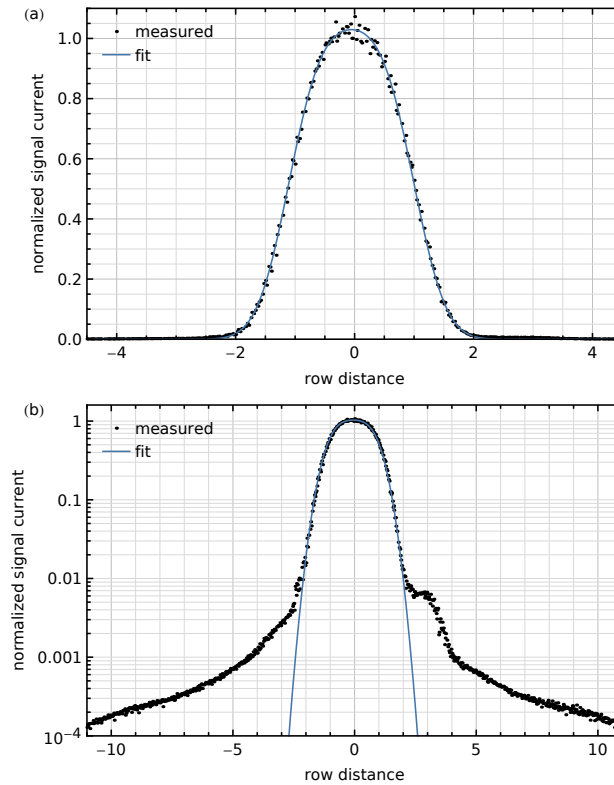 (a)
measured
fit
1.0
0.8
0.6
0.4
0.2
0.0
normalized signal current
−4 −2 0 2 4
row distance
(b)
measured
fit
1
0.1
0.01
0.001
10−4
normalized signal current
−10 −5 0 5 10
row distance